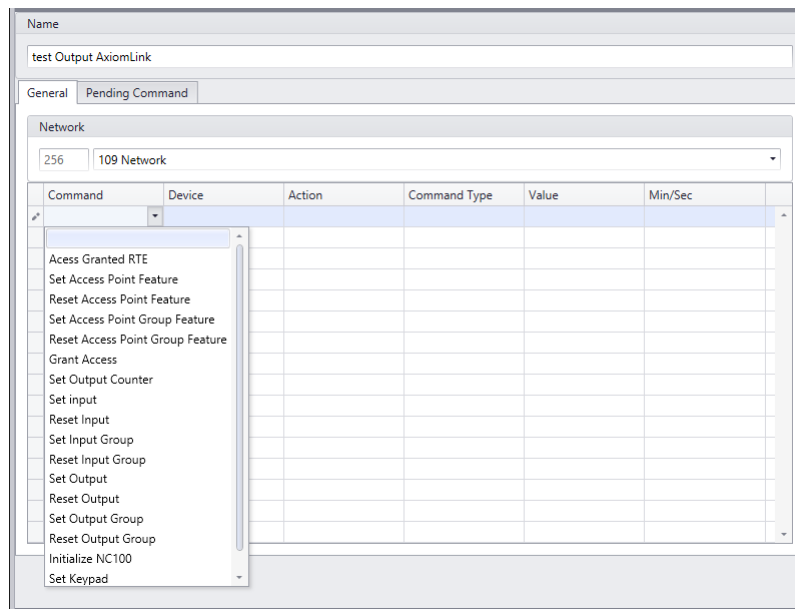 Name
test Output AxiomLink
General Pending Command
Network
256 109 Network
Command Device Action Command Type Value Min/Sec
Acess Granted RTE
Set Access Point Feature
Reset Access Point Feature
Set Access Point Group Feature
Reset Access Point Group Feature
Grant Access
Set Output Counter
Set input
Reset Input
Set Input Group
Reset Input Group
Set Output
Reset Output
Set Output Group
Reset Output Group
Initialize NC100
Set Keypad